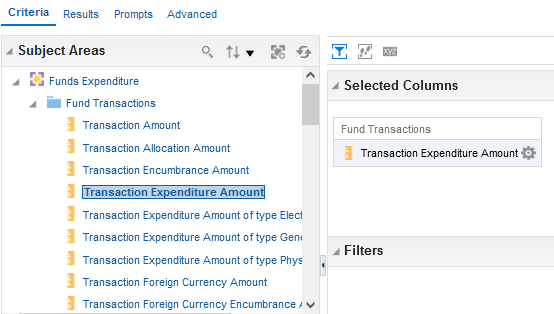 Criteria Results Prompts Advanced
Subject Areas
Funds Expenditure
Fund Transactions
Transaction Amount
Transaction Allocation Amount
Transaction Encumbrance Amount
Transaction Expenditure Amount
Transaction Expenditure Amount of type Elect
Transaction Expenditure Amount of type Gene
Transaction Expenditure Amount of type Phys
Transaction Foreign Currency Amount
Transaction Foreign Currency Encumbrance A
XYZ
Selected Columns
Fund Transactions
Transaction Expenditure Amount
Filters